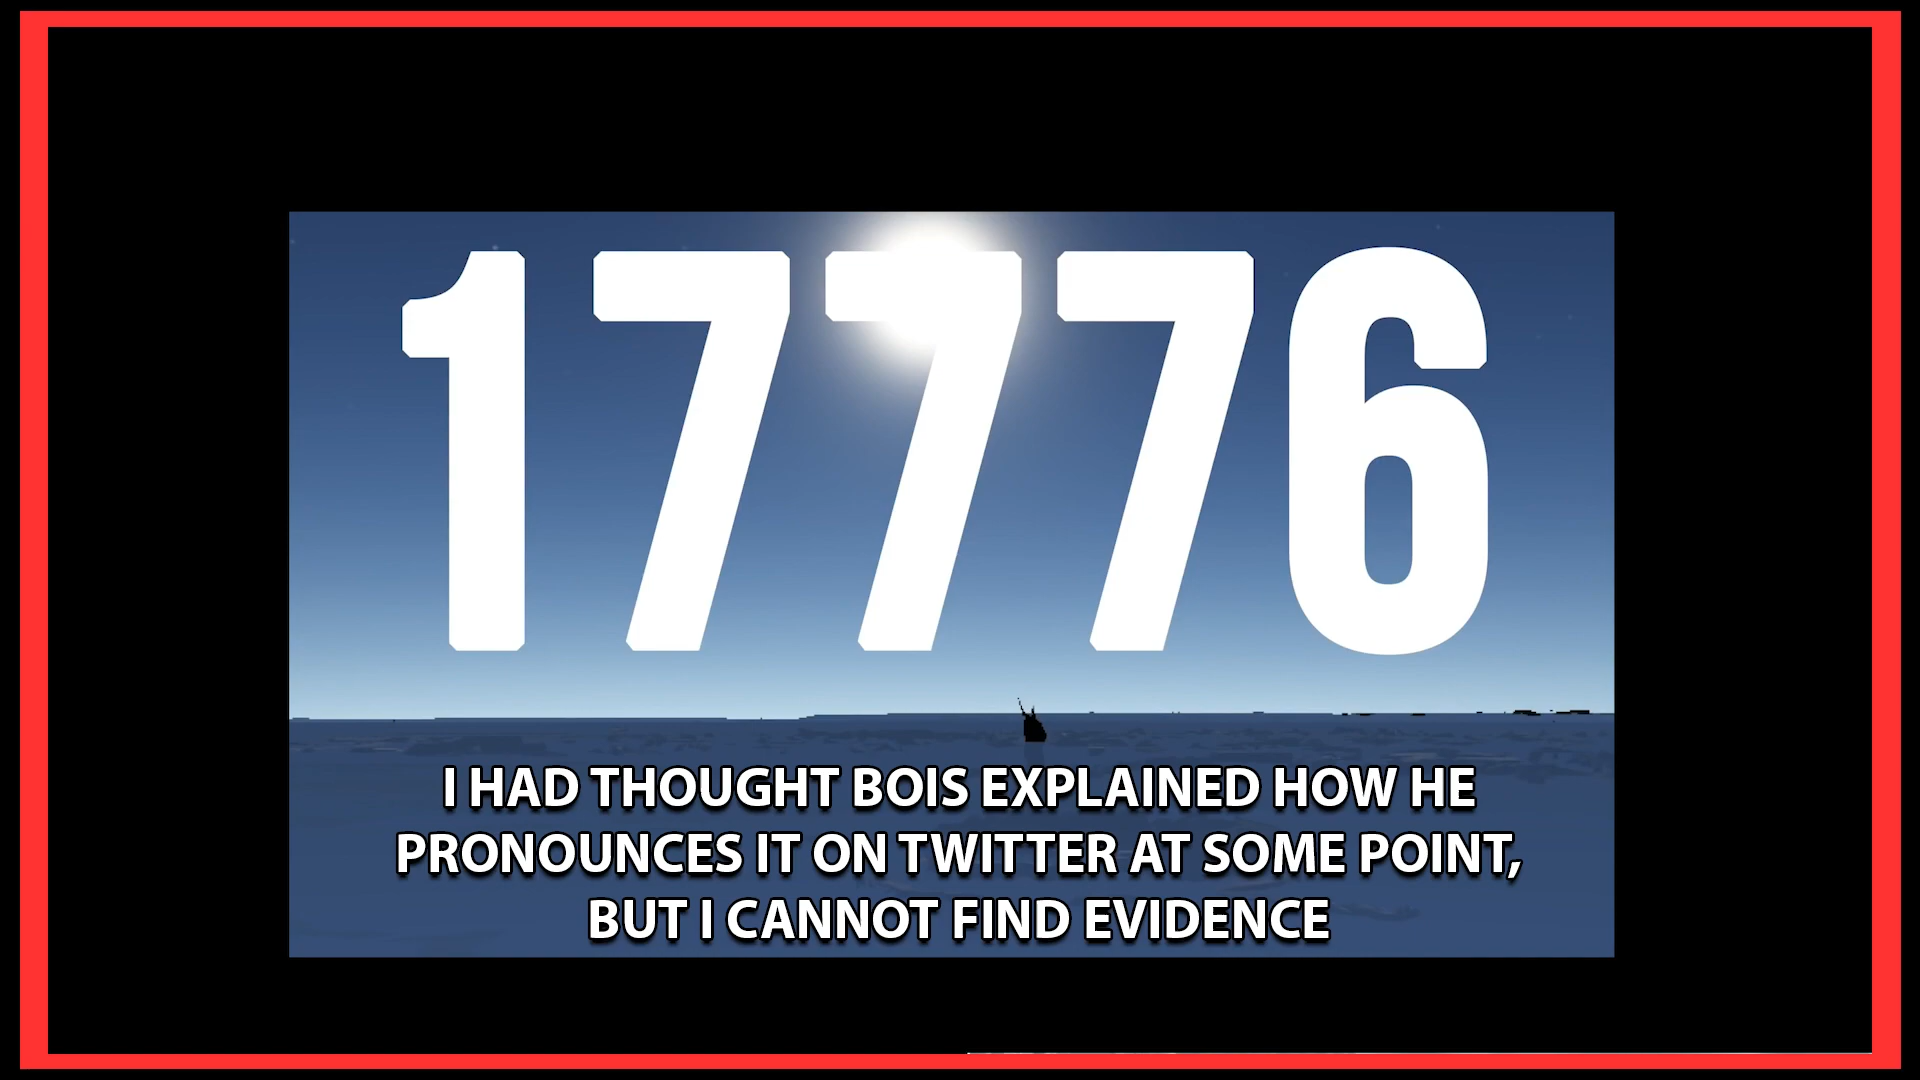 17776
I HAD THOUGHT BOIS EXPLAINED HOW HE
PRONOUNCES IT ON TWITTER AT SOME POINT,
BUT I CANNOT FIND EVIDENCE